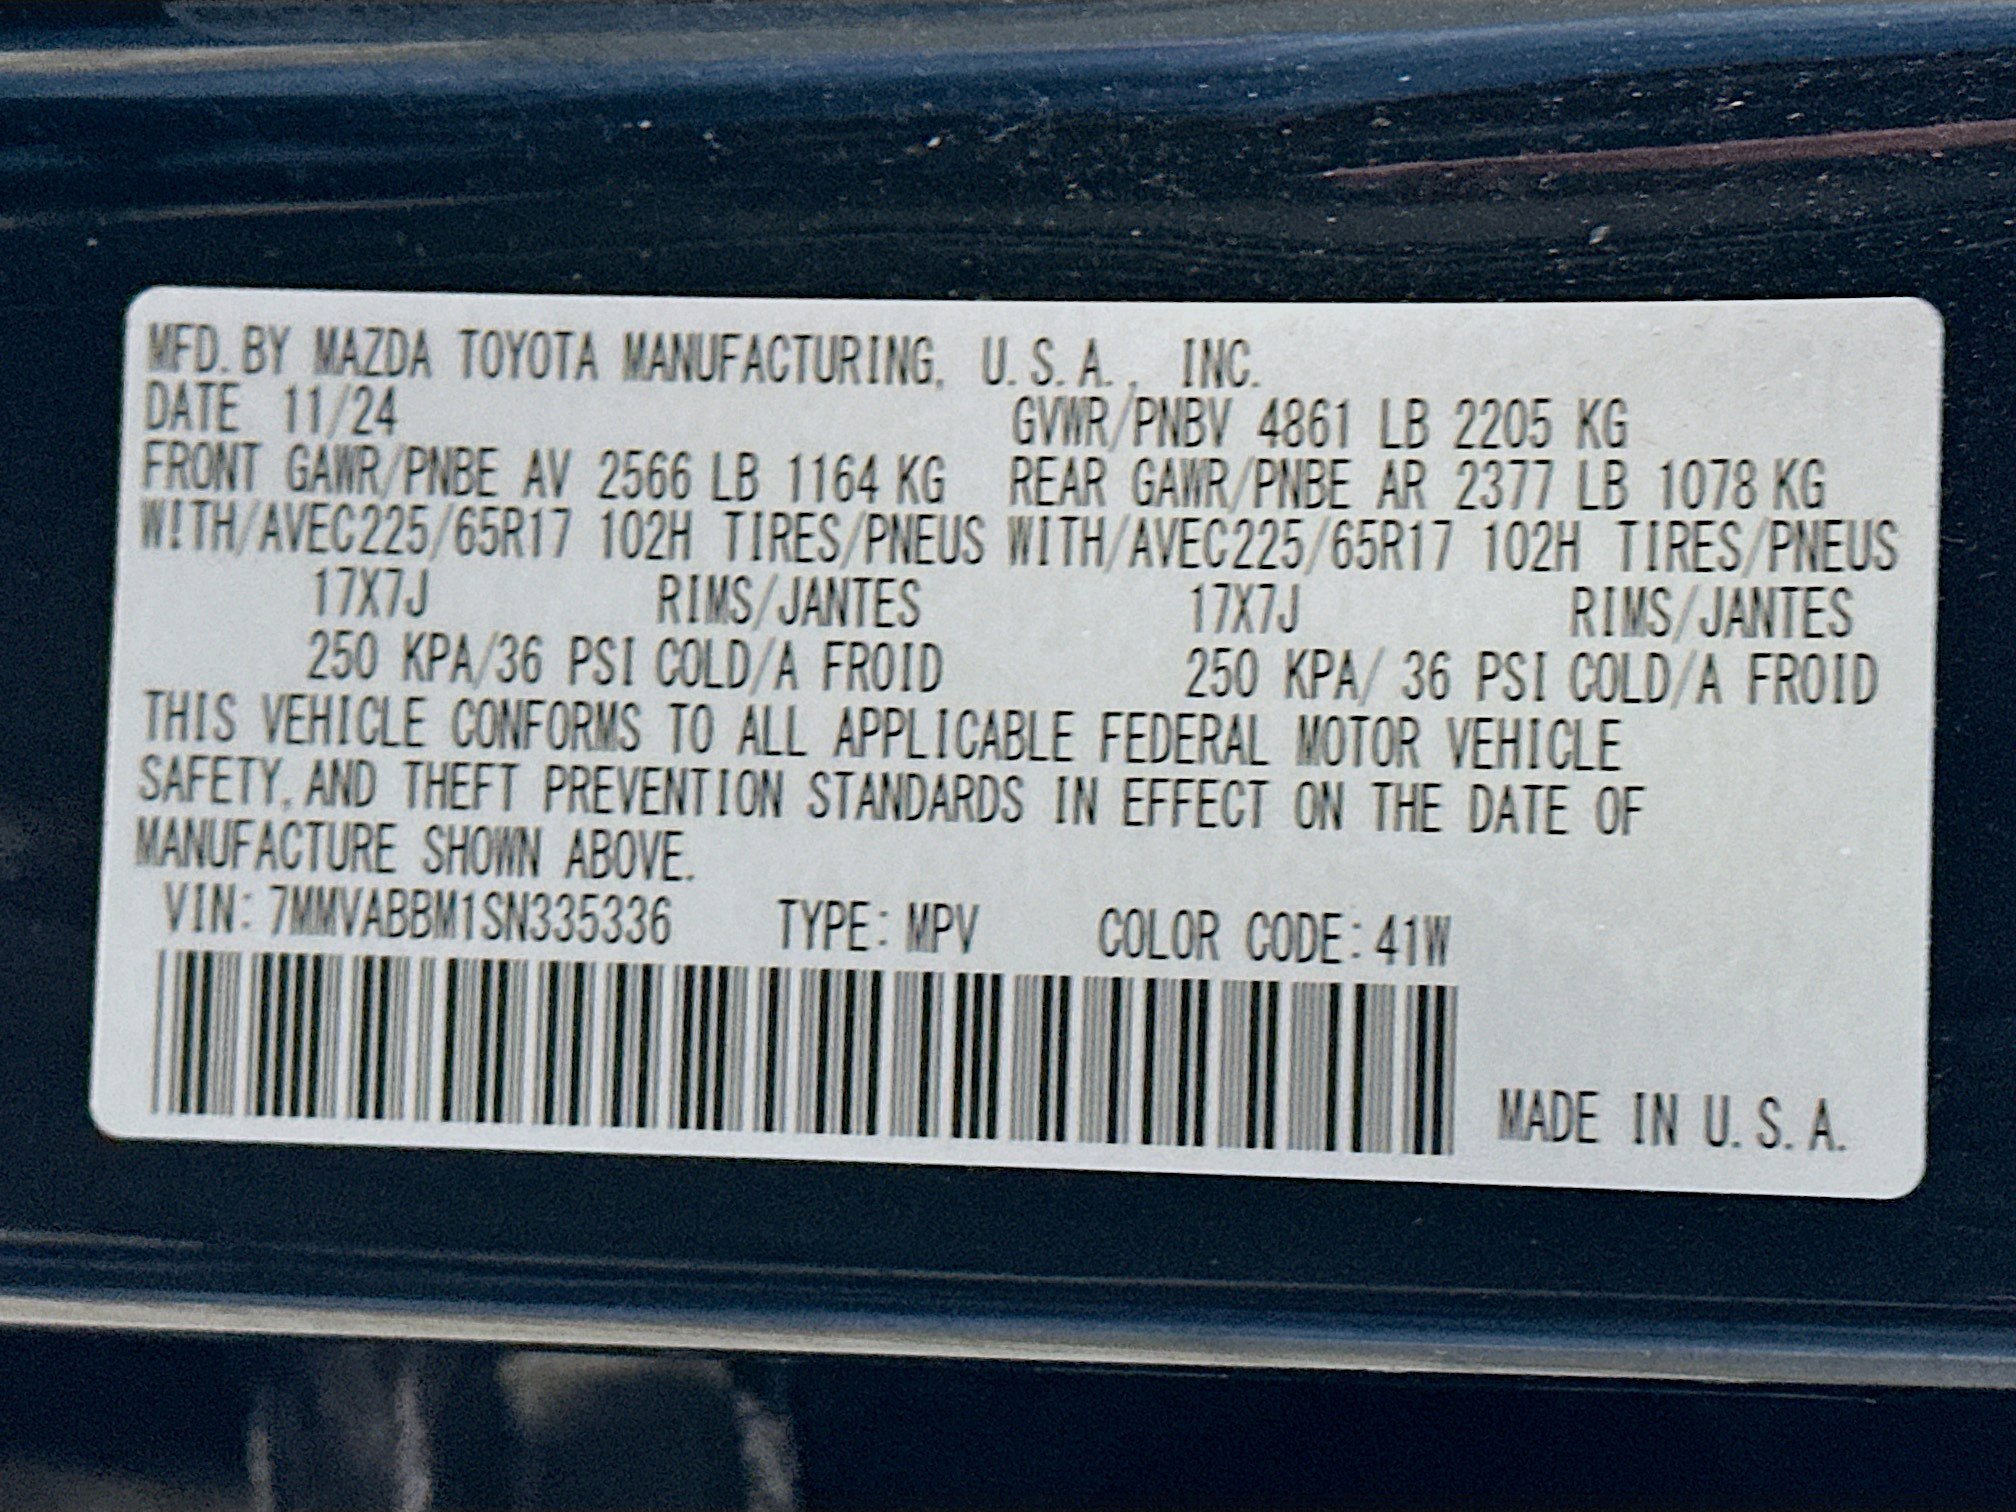 MFD. BY MAZDA TOYOTA MANUFACTURING, U.S.A., INC.
DATE 11/24 GVWR/PNBV 4861 LB 2205 KG
FRONT GAWR/PNBE AV 2566 LB 1164 KG REAR GAWR/PNBE AR 2377 LB 1078 KG
WITH/AVEC225/65R17 102H TIRES/PNEUS WITH/AVEC225/65R17 102H TIRES/PNEUS
17X7J RIMS/JANTES 17X7J RIMS/JANTES
250 KPA/36 PSI COLD/A FROID 250 KPA/ 36 PSI COLD/A FROID
THIS VEHICLE CONFORMS TO ALL APPLICABLE FEDERAL MOTOR VEHICLE
SAFETY, AND THEFT PREVENTION STANDARDS IN EFFECT ON THE DATE OF
MANUFACTURE SHOWN ABOVE.
VIN: 7MMVABBM1SN335336 TYPE: MPV COLOR CODE: 41W
MADE IN U.S.A.